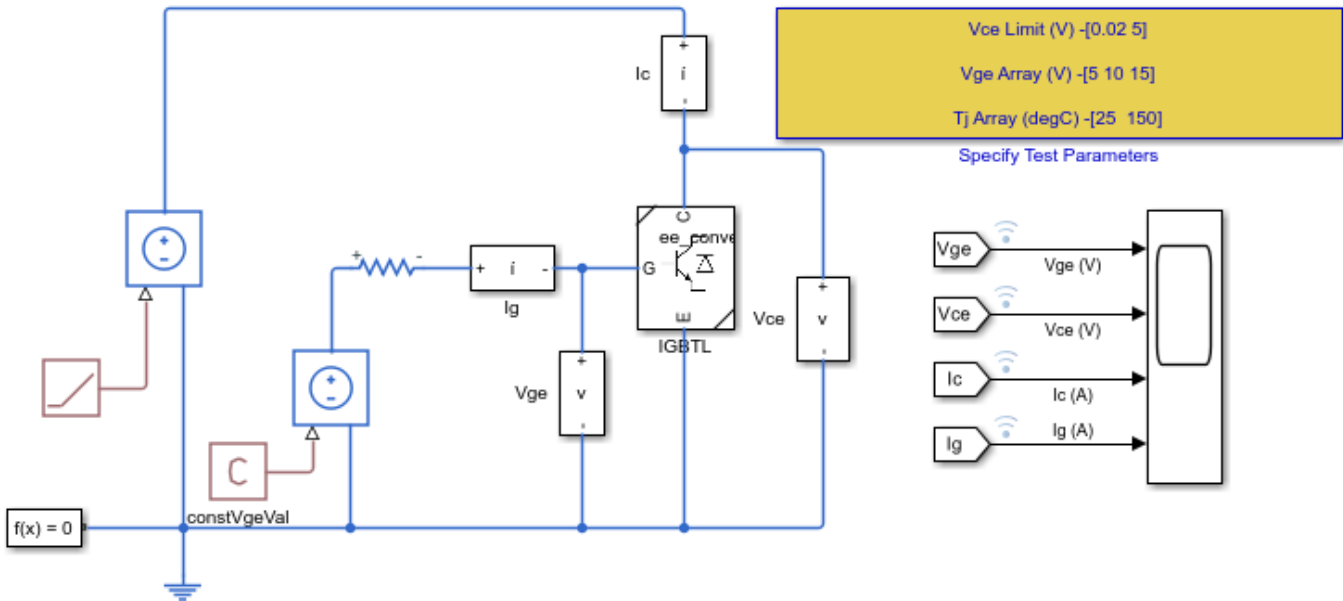 Vce Limit (V) -[0.02 5]
Vge Array (V) -[5 10 15]
Tj Array (degC) -[25 150]
Specify Test Parameters
Ic
+
i
-
C
ee_conve
G
E
IGBTL
+
-
+
-
+ i -
Ig
+
-
+
-
Vge
+
v
-
Vce
+
v
-
C
constVgeVal
f(x) = 0
Vge
Vge (V)
Vce
Vce (V)
Ic
Ic (A)
Ig
Ig (A)